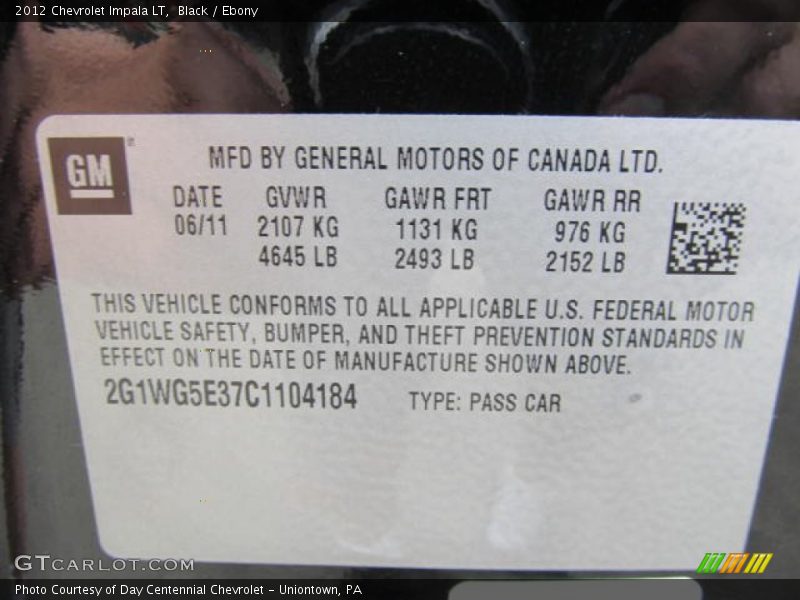 2012 Chevrolet Impala LT, Black / Ebony
GM
MFD BY GENERAL MOTORS OF CANADA LTD.
DATE GVWR GAWR FRT GAWR RR
06/11 2107 KG 1131 KG 976 KG
4645 LB 2493 LB 2152 LB
THIS VEHICLE CONFORMS TO ALL APPLICABLE U.S. FEDERAL MOTOR
VEHICLE SAFETY, BUMPER, AND THEFT PREVENTION STANDARDS IN
EFFECT ON THE DATE OF MANUFACTURE SHOWN ABOVE.
2G1WG5E37C1104184 TYPE: PASS CAR
GTCARLOT.COM
Photo Courtesy of Day Centennial Chevrolet - Uniontown, PA